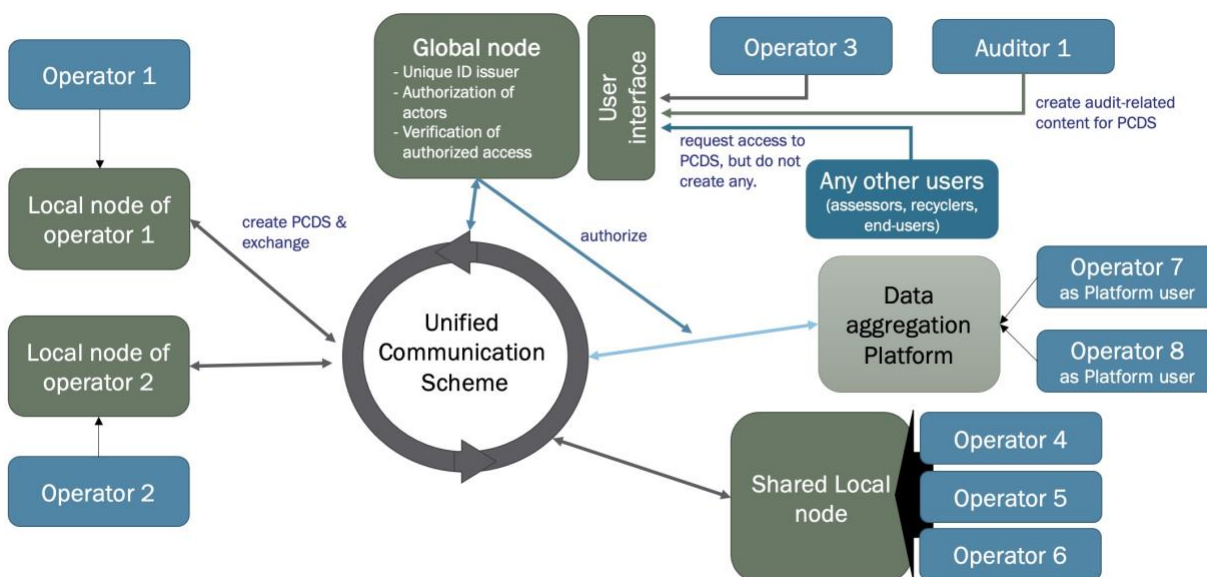 Operator 1
Local node of
operator 1
Local node of
operator 2
Operator 2
create PCDS &
exchange
Global node
- Unique ID issuer
- Authorization of
actors
- Verification of
authorized access
User
interface
Operator 3
Auditor 1
create audit-related
content for PCDS
request access to
PCDS, but do not
create any.
Any other users
(assessors, recyclers,
end-users)
authorize
Unified
Communication
Scheme
Data
aggregation
Platform
Operator 7
as Platform user
Operator 8
as Platform user
Shared Local
node
Operator 4
Operator 5
Operator 6